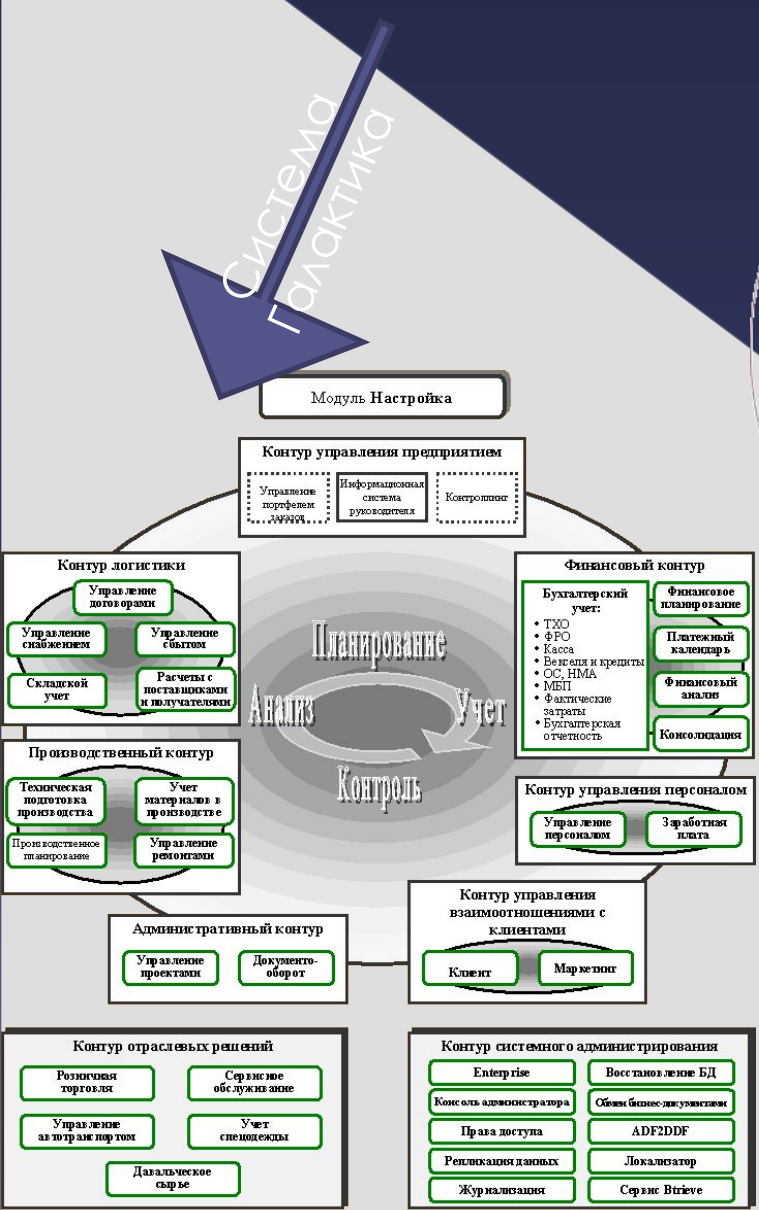 Система
Галактика
Модуль Настройка
Контур управления предприятием
Управление
портфелем
заказов
Информационная
система
руководителя
Контроллинг
Контур логистики
Управление
договорами
Управление
снабжением
Управление
сбытом
Складской
учет
Расчеты с
поставщиками
и получателями
Финансовый контур
Бухгалтерский
учет:
• ТХО
• ФРО
• Касса
• Векселя и кредиты
• ОС, НМА
• МБП
• Фактические
затраты
• Бухгалтерская
отчетность
Финансовое
планирование
Платежный
календарь
Финансовый
анализ
Консолидация
Планирование
Анализ
Учет
Контроль
Производственный контур
Техническая
подготовка
производства
Учет
материалов в
производстве
Производственное
планирование
Управление
ремонтами
Контур управления персоналом
Управление
персоналом
Заработная
плата
Административный контур
Управление
проектами
Документо-
оборот
Контур управления
взаимоотношениями с
клиентами
Клиент
Маркетинг
Контур отраслевых решений
Розничная
торговля
Сервисное
обслуживание
Управление
автотранспортом
Учет
спецодежды
Давальческое
сырье
Контур системного администрирования
Enterprise
Восстановление БД
Консоль администратора
Обмен бизнес-документами
Права доступа
ADF2DDF
Репликация данных
Локализатор
Журнализация
Сервис Btrieve